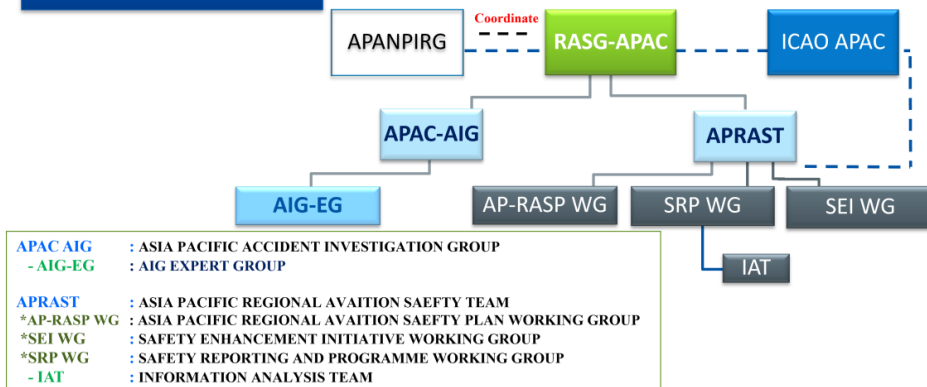 Coordinate
APANPIRG
RASG-APAC
ICAO APAC
APAC-AIG
APRAST
AIG-EG
AP-RASP WG
SRP WG
SEI WG
IAT
APAC AIG : ASIA PACIFIC ACCIDENT INVESTIGATION GROUP
- AIG-EG : AIG EXPERT GROUP
APRAST : ASIA PACIFIC REGIONAL AVAITION SAEFTY TEAM
*AP-RASP WG : ASIA PACIFIC REGIONAL AVAITION SAEFTY PLAN WORKING GROUP
*SEI WG : SAFETY ENHANCEMENT INITIATIVE WORKING GROUP
*SRP WG : SAFETY REPORTING AND PROGRAMME WORKING GROUP
- IAT : INFORMATION ANALYSIS TEAM